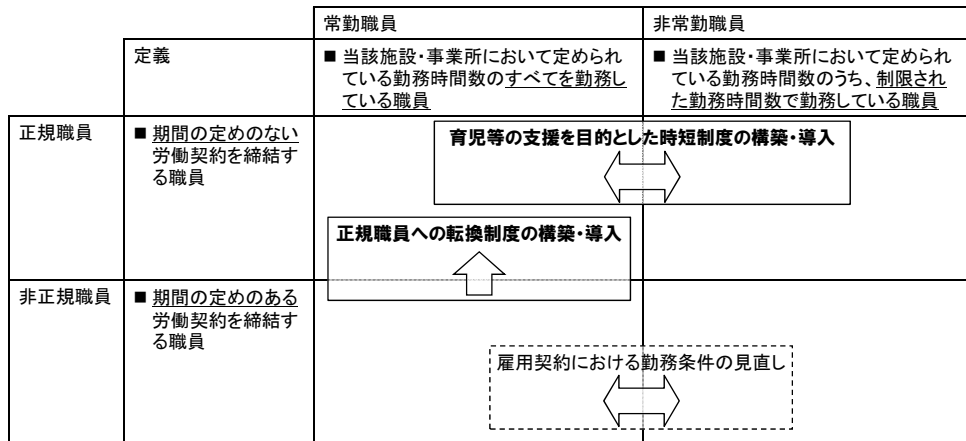 常勤職員
非常勤職員
定義
■ 当該施設・事業所において定められ
ている勤務時間数のすべてを勤務し
ている職員
■ 当該施設・事業所において定められ
ている勤務時間数のうち、制限され
た勤務時間数で勤務している職員
正規職員
■ 期間の定めのない
労働契約を締結す
る職員
育児等の支援を目的とした時短制度の構築・導入
正規職員への転換制度の構築・導入
非正規職員
■ 期間の定めのある
労働契約を締結す
る職員
雇用契約における勤務条件の見直し